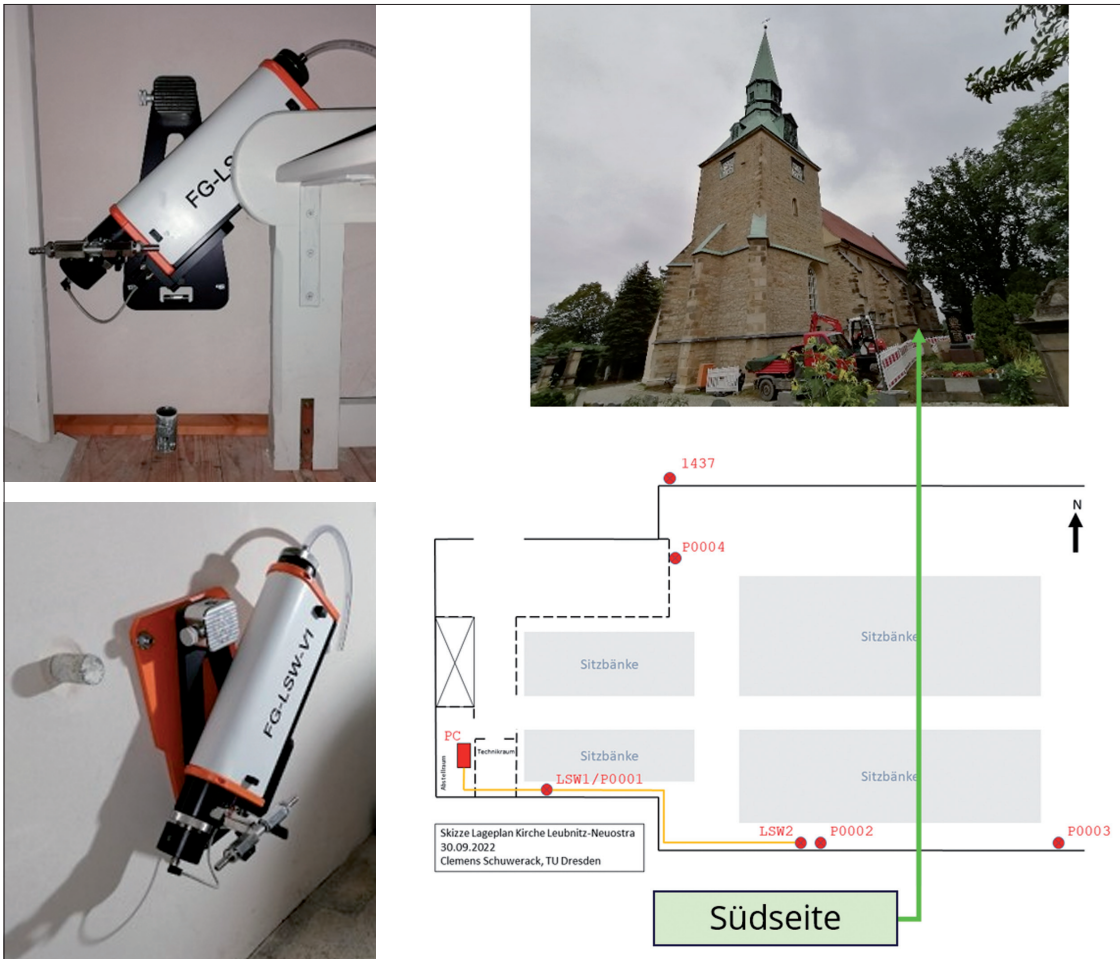 FG-LS
FG-LSW-V1
1437
N
P0004
Sitzbänke
Sitzbänke
PC
Technikraum
Abstellraum
Sitzbänke
Sitzbänke
LSW1/P0001
LSW2
P0002
P0003
Skizze Lageplan Kirche Leubnitz-Neuostra
30.09.2022
Clemens Schuwerack, TU Dresden
Südseite